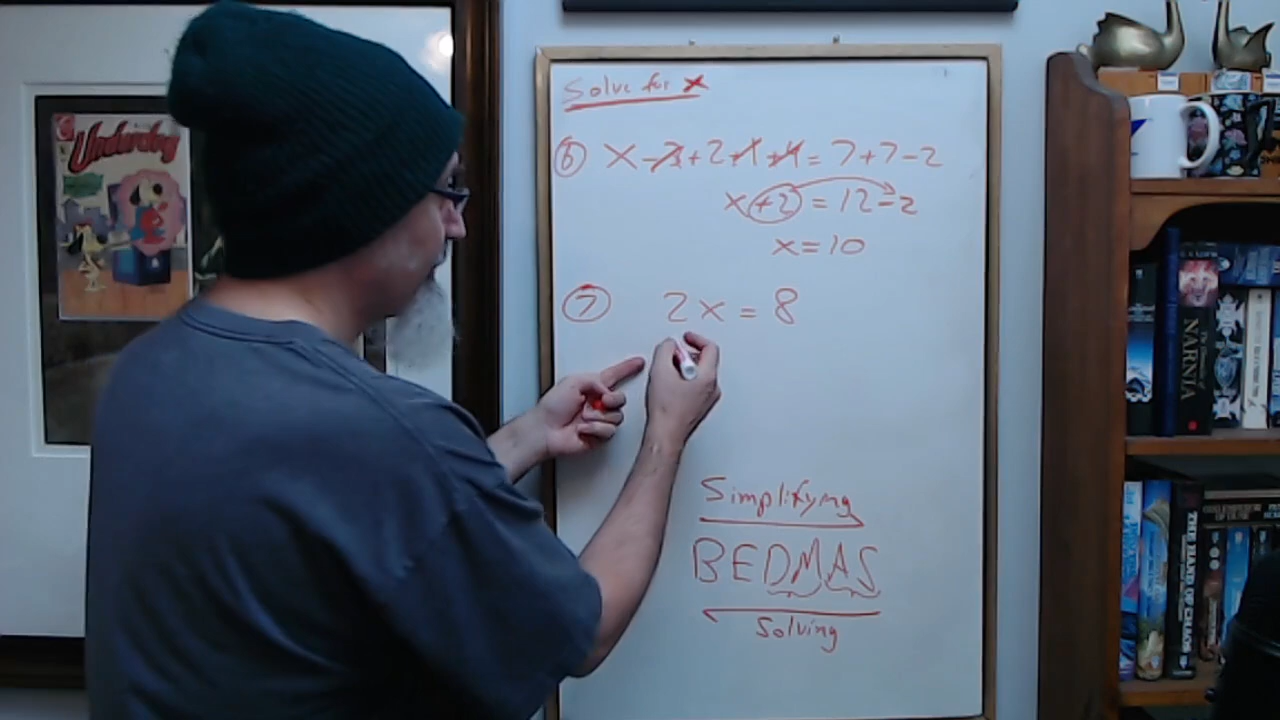 Underdog
Solve for x
⑥ x - 3 + 2 + 1 + 4 = 7 + 7 - 2
x + 2 = 12 - 2
x = 10
⑦ 2x = 8
Simplifying
BEDMAS
Solving
NARNIA